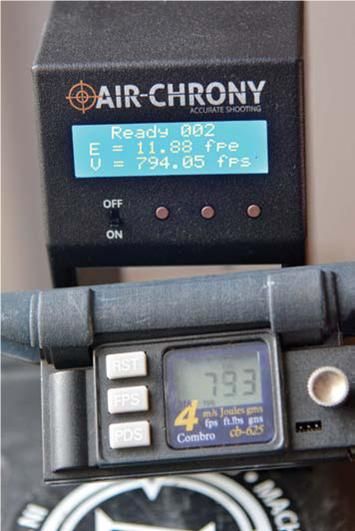 AIR-CHRONY
ACCURATE SHOOTING
Ready 002
E = 11.88 fpe
V = 794.05 fps
OFF
ON
RST
FPS
PDS
793
4 m/s Joules gms
fps ft.lbs gns
Combro cb-625